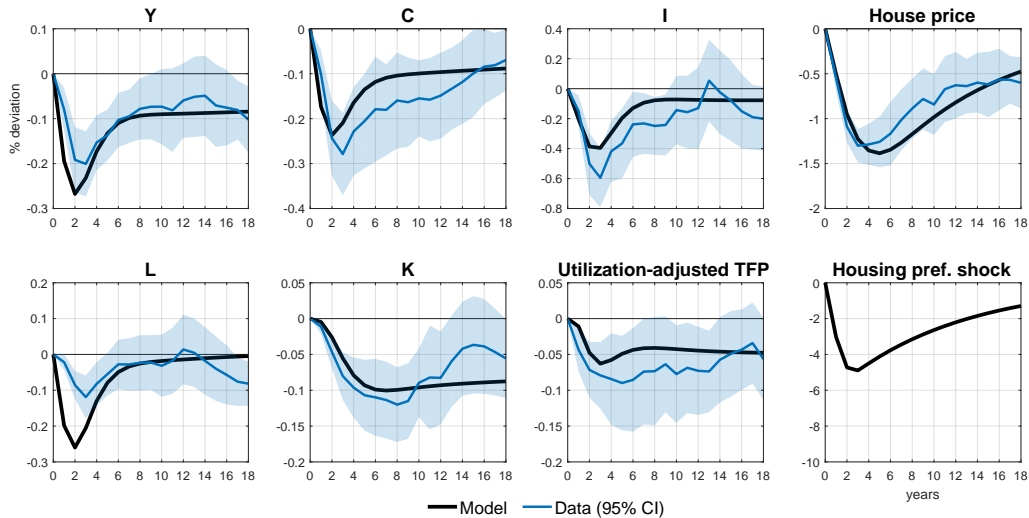 Y
C
I
House price
% deviation
0.1
0
-0.1
-0.2
-0.3
0 2 4 6 8 10 12 14 16 18
0
-0.1
-0.2
-0.3
-0.4
0 2 4 6 8 10 12 14 16 18
0.4
0.2
0
-0.2
-0.4
-0.6
-0.8
0 2 4 6 8 10 12 14 16 18
0
-0.5
-1
-1.5
-2
0 2 4 6 8 10 12 14 16 18
L
K
Utilization-adjusted TFP
Housing pref. shock
0.2
0.1
0
-0.1
-0.2
-0.3
0 2 4 6 8 10 12 14 16 18
0.05
0
-0.05
-0.1
-0.15
-0.2
0 2 4 6 8 10 12 14 16 18
0.05
0
-0.05
-0.1
-0.15
-0.2
0 2 4 6 8 10 12 14 16 18
0
-2
-4
-6
-8
-10
0 2 4 6 8 10 12 14 16 18
years
Model
Data (95% CI)